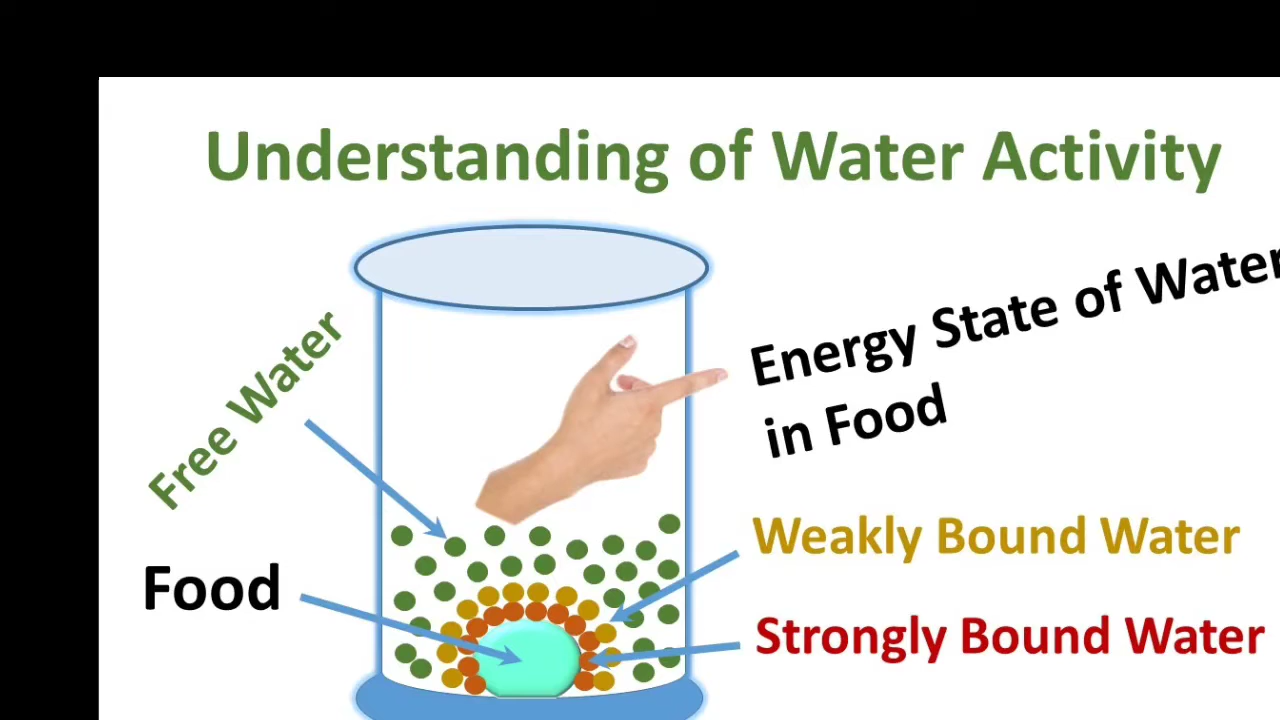 Understanding of Water Activity
Energy State of Water
in Food
Free Water
Weakly Bound Water
Food
Strongly Bound Water